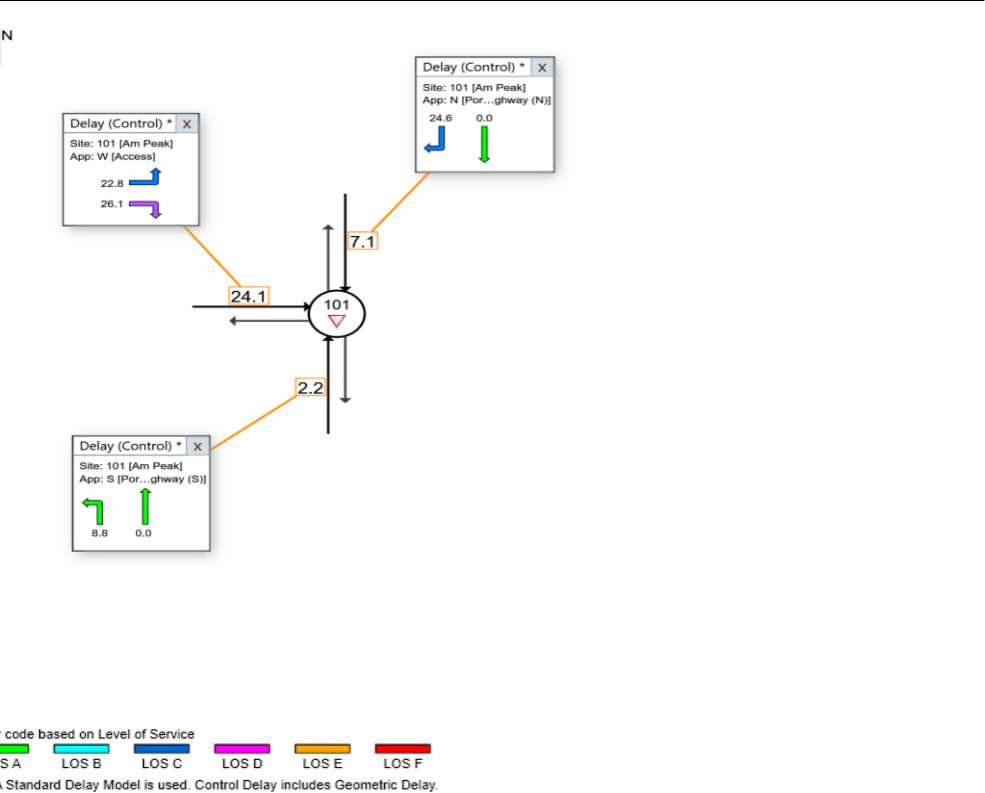 N
Delay (Control) * X
Site: 101 [Am Peak]
App: N [Por...ghway (N)]
24.6 0.0
Delay (Control) * X
Site: 101 [Am Peak]
App: W [Access]
22.8
26.1
7.1
24.1
101
2.2
Delay (Control) * X
Site: 101 [Am Peak]
App: S [Por...ghway (S)]
8.8 0.0
code based on Level of Service
S A LOS B LOS C LOS D LOS E LOS F
Standard Delay Model is used. Control Delay includes Geometric Delay.